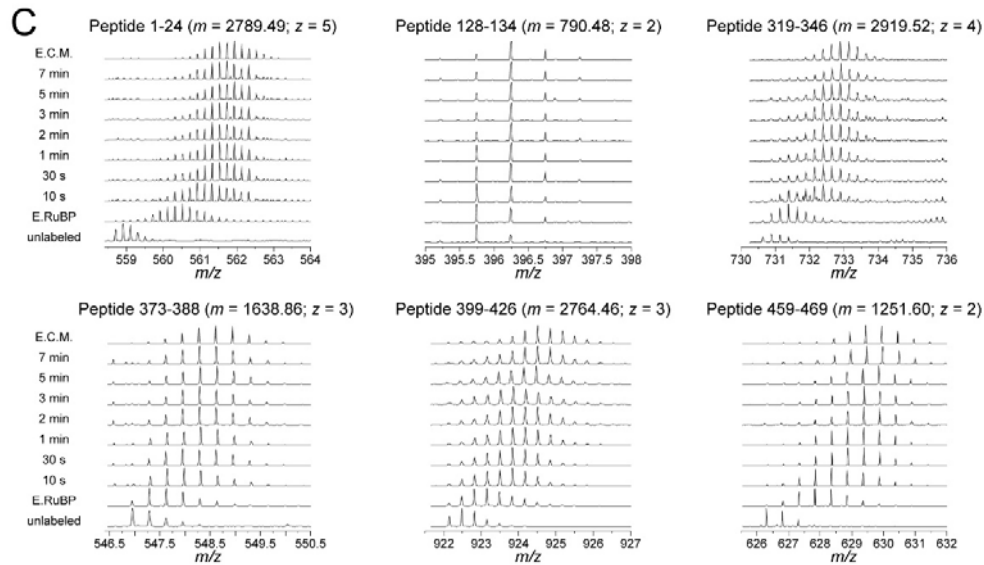 C
Peptide 1-24 (m = 2789.49; z = 5)
Peptide 128-134 (m = 790.48; z = 2)
Peptide 319-346 (m = 2919.52; z = 4)
E.C.M.
7 min
5 min
3 min
2 min
1 min
30 s
10 s
E.RuBP
unlabeled
559 560 561 562 563 564
m/z
395 395.5 396 396.5 397 397.5 398
m/z
730 731 732 733 734 735 736
m/z
Peptide 373-388 (m = 1638.86; z = 3)
Peptide 399-426 (m = 2764.46; z = 3)
Peptide 459-469 (m = 1251.60; z = 2)
E.C.M.
7 min
5 min
3 min
2 min
1 min
30 s
10 s
E.RuBP
unlabeled
546.5 547.5 548.5 549.5 550.5
m/z
922 923 924 925 926 927
m/z
626 627 628 629 630 631 632
m/z